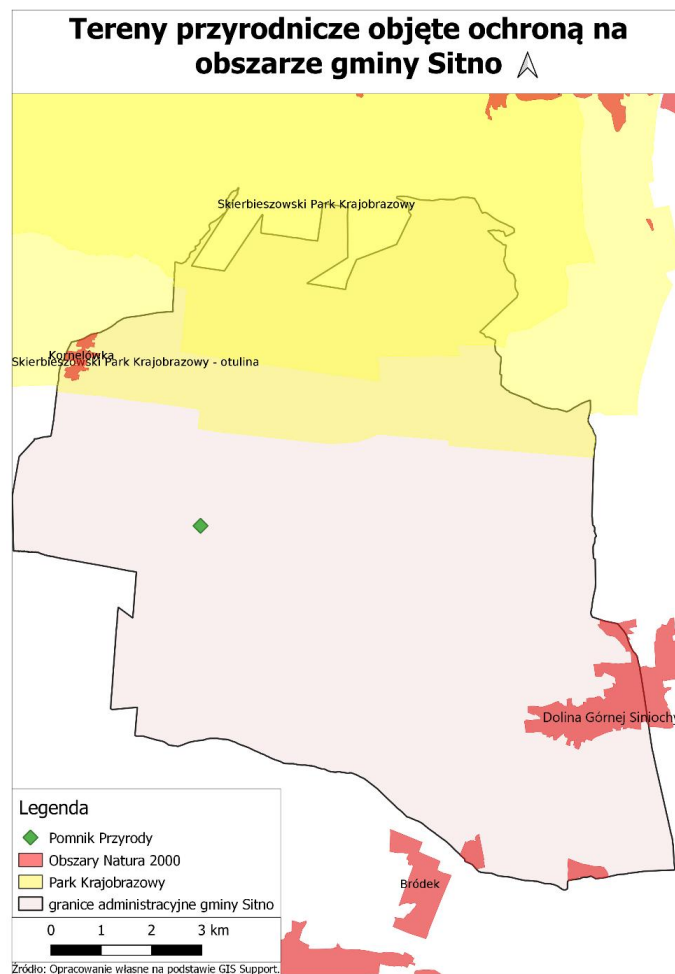 Tereny przyrodnicze objęte ochroną na
obszarze gminy Sitno
Skierbieszowski Park Krajobrazowy
Kornelówka
Skierbieszowski Park Krajobrazowy - otulina
Dolina Górnej Siniochy
Bródek
Legenda
Pomnik Przyrody
Obszary Natura 2000
Park Krajobrazowy
granice administracyjne gminy Sitno
0 1 2 3 km
Źródło: Opracowanie własne na podstawie GIS Support.